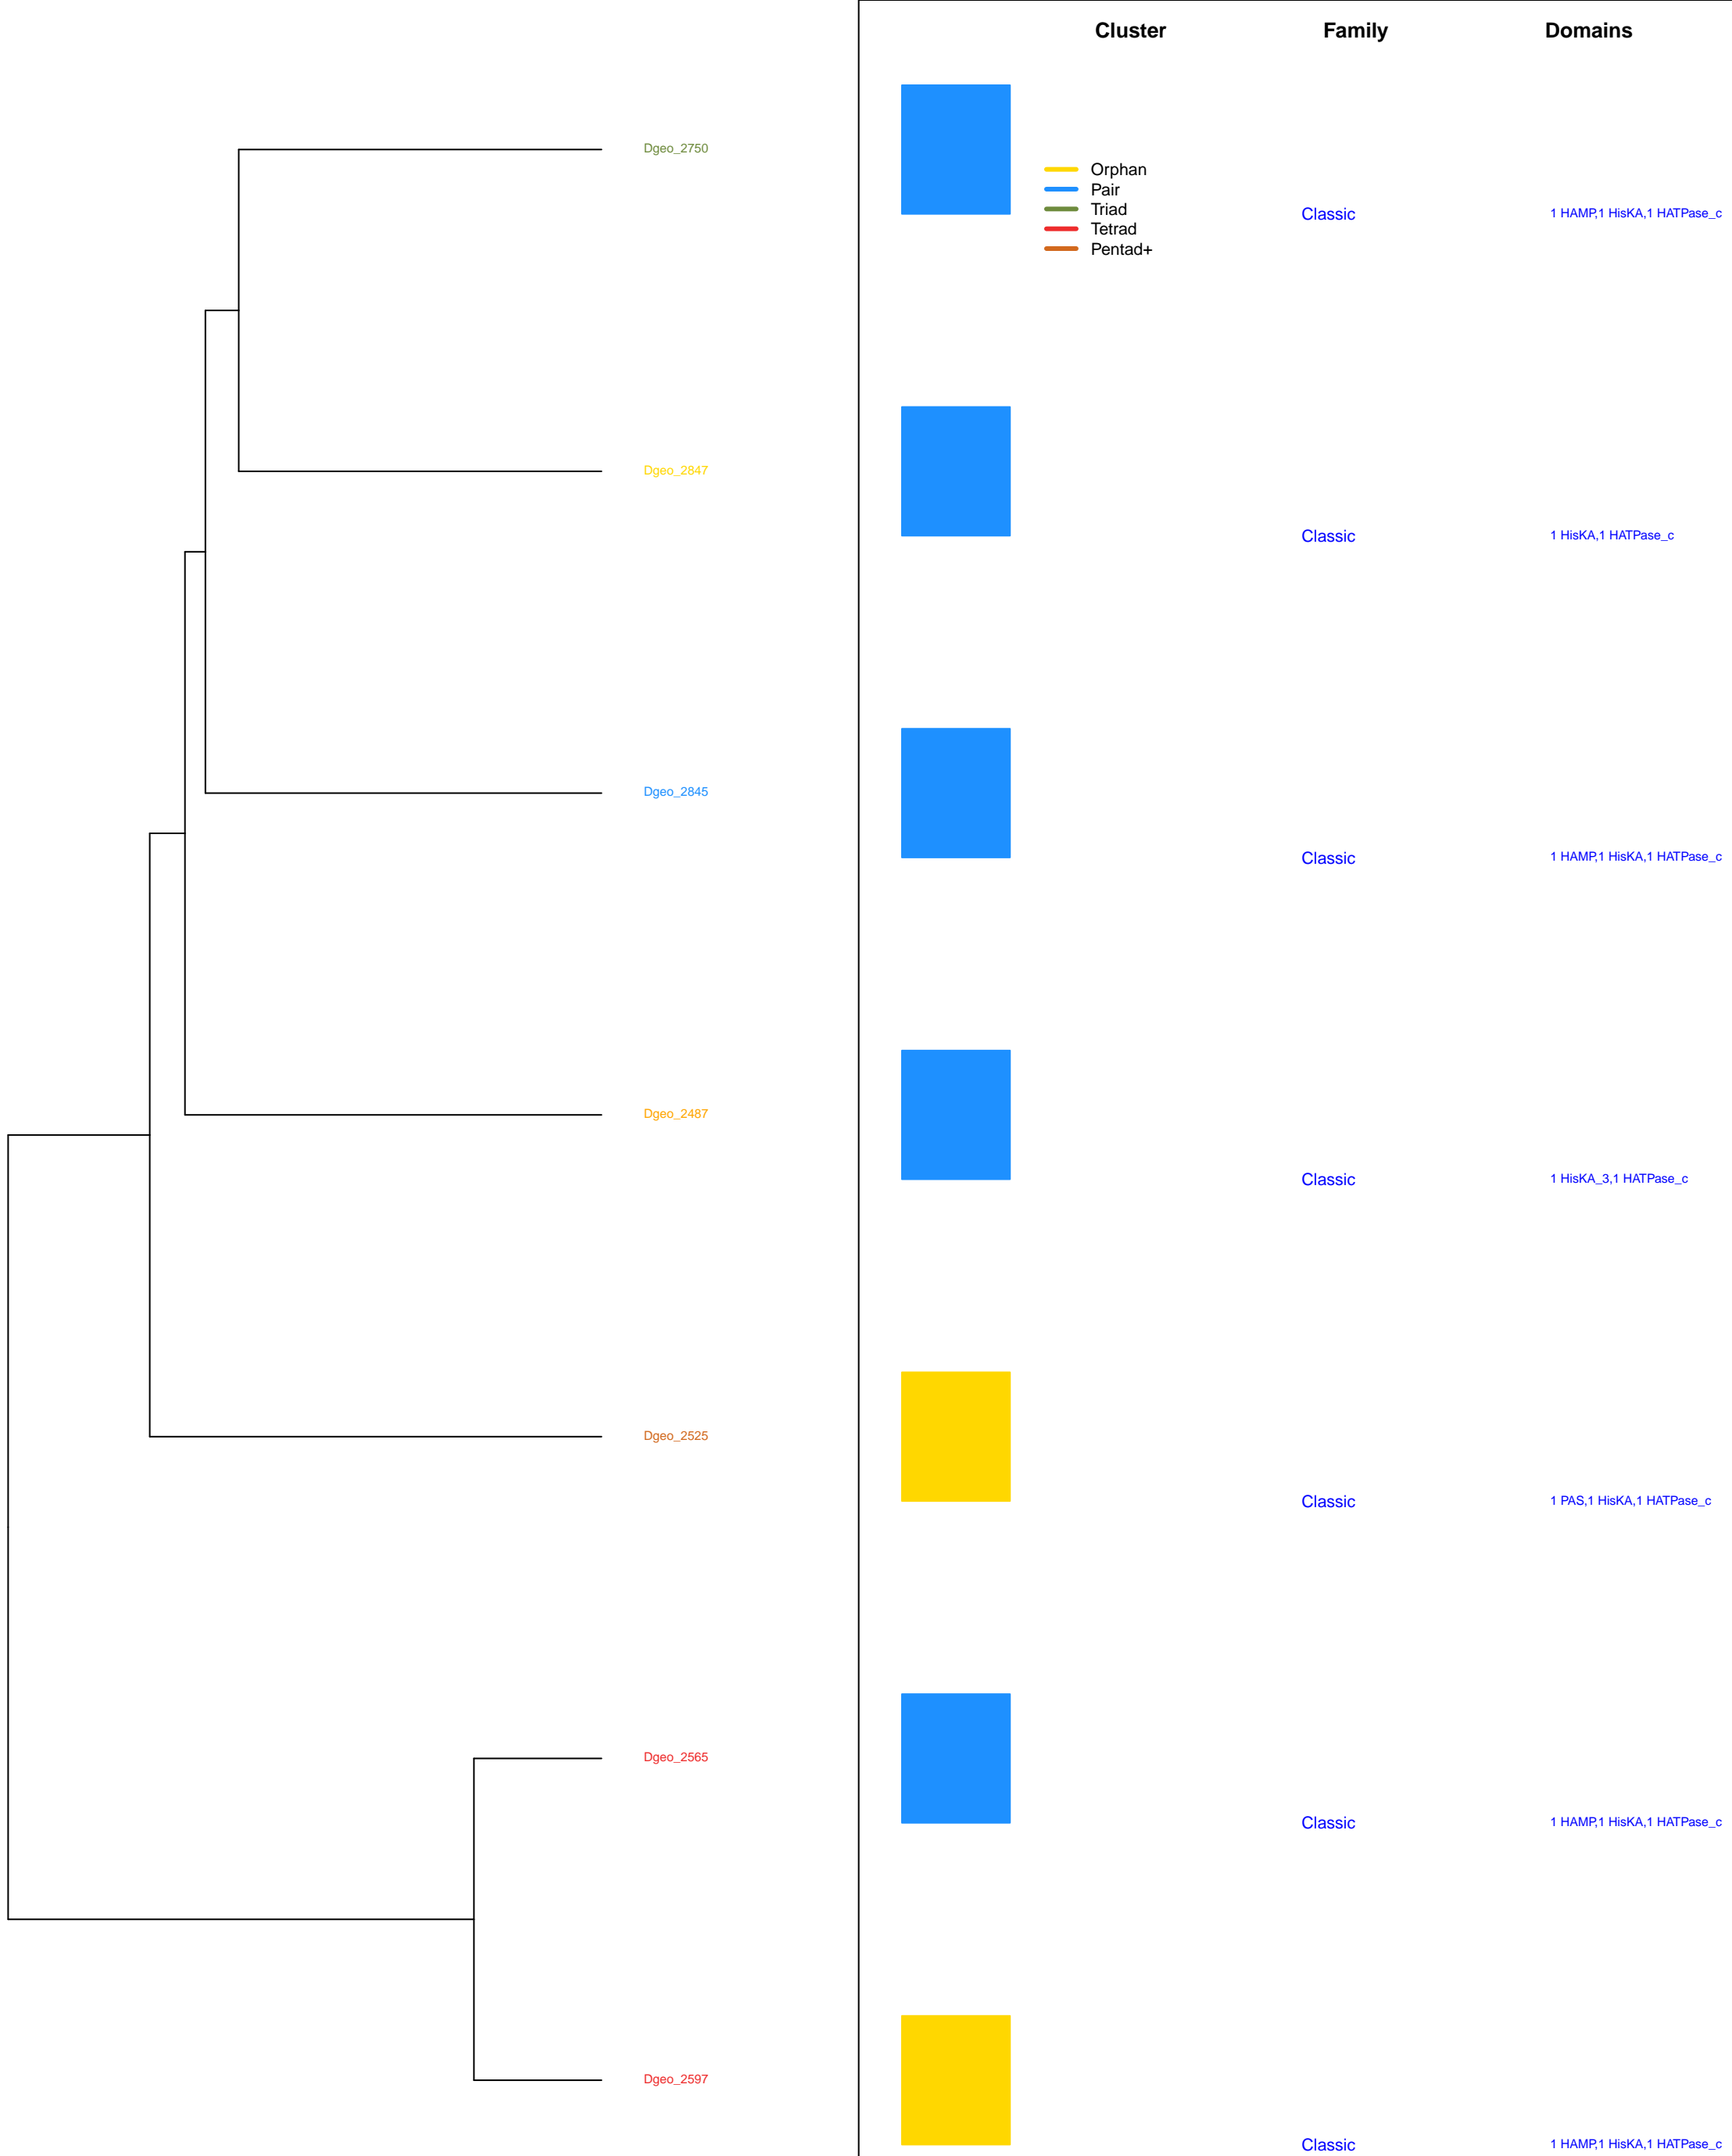 Cluster Family Domains
Dgeo_2750
Orphan
Pair
Triad
Tetrad
Pentad+
Classic 1 HAMP,1 HisKA,1 HATPase_c
Dgeo_2847
Classic 1 HisKA,1 HATPase_c
Dgeo_2845
Classic 1 HAMP,1 HisKA,1 HATPase_c
Dgeo_2487
Classic 1 HisKA_3,1 HATPase_c
Dgeo_2525
Classic 1 PAS,1 HisKA,1 HATPase_c
Dgeo_2565
Classic 1 HAMP,1 HisKA,1 HATPase_c
Dgeo_2597
Classic 1 HAMP,1 HisKA,1 HATPase_c